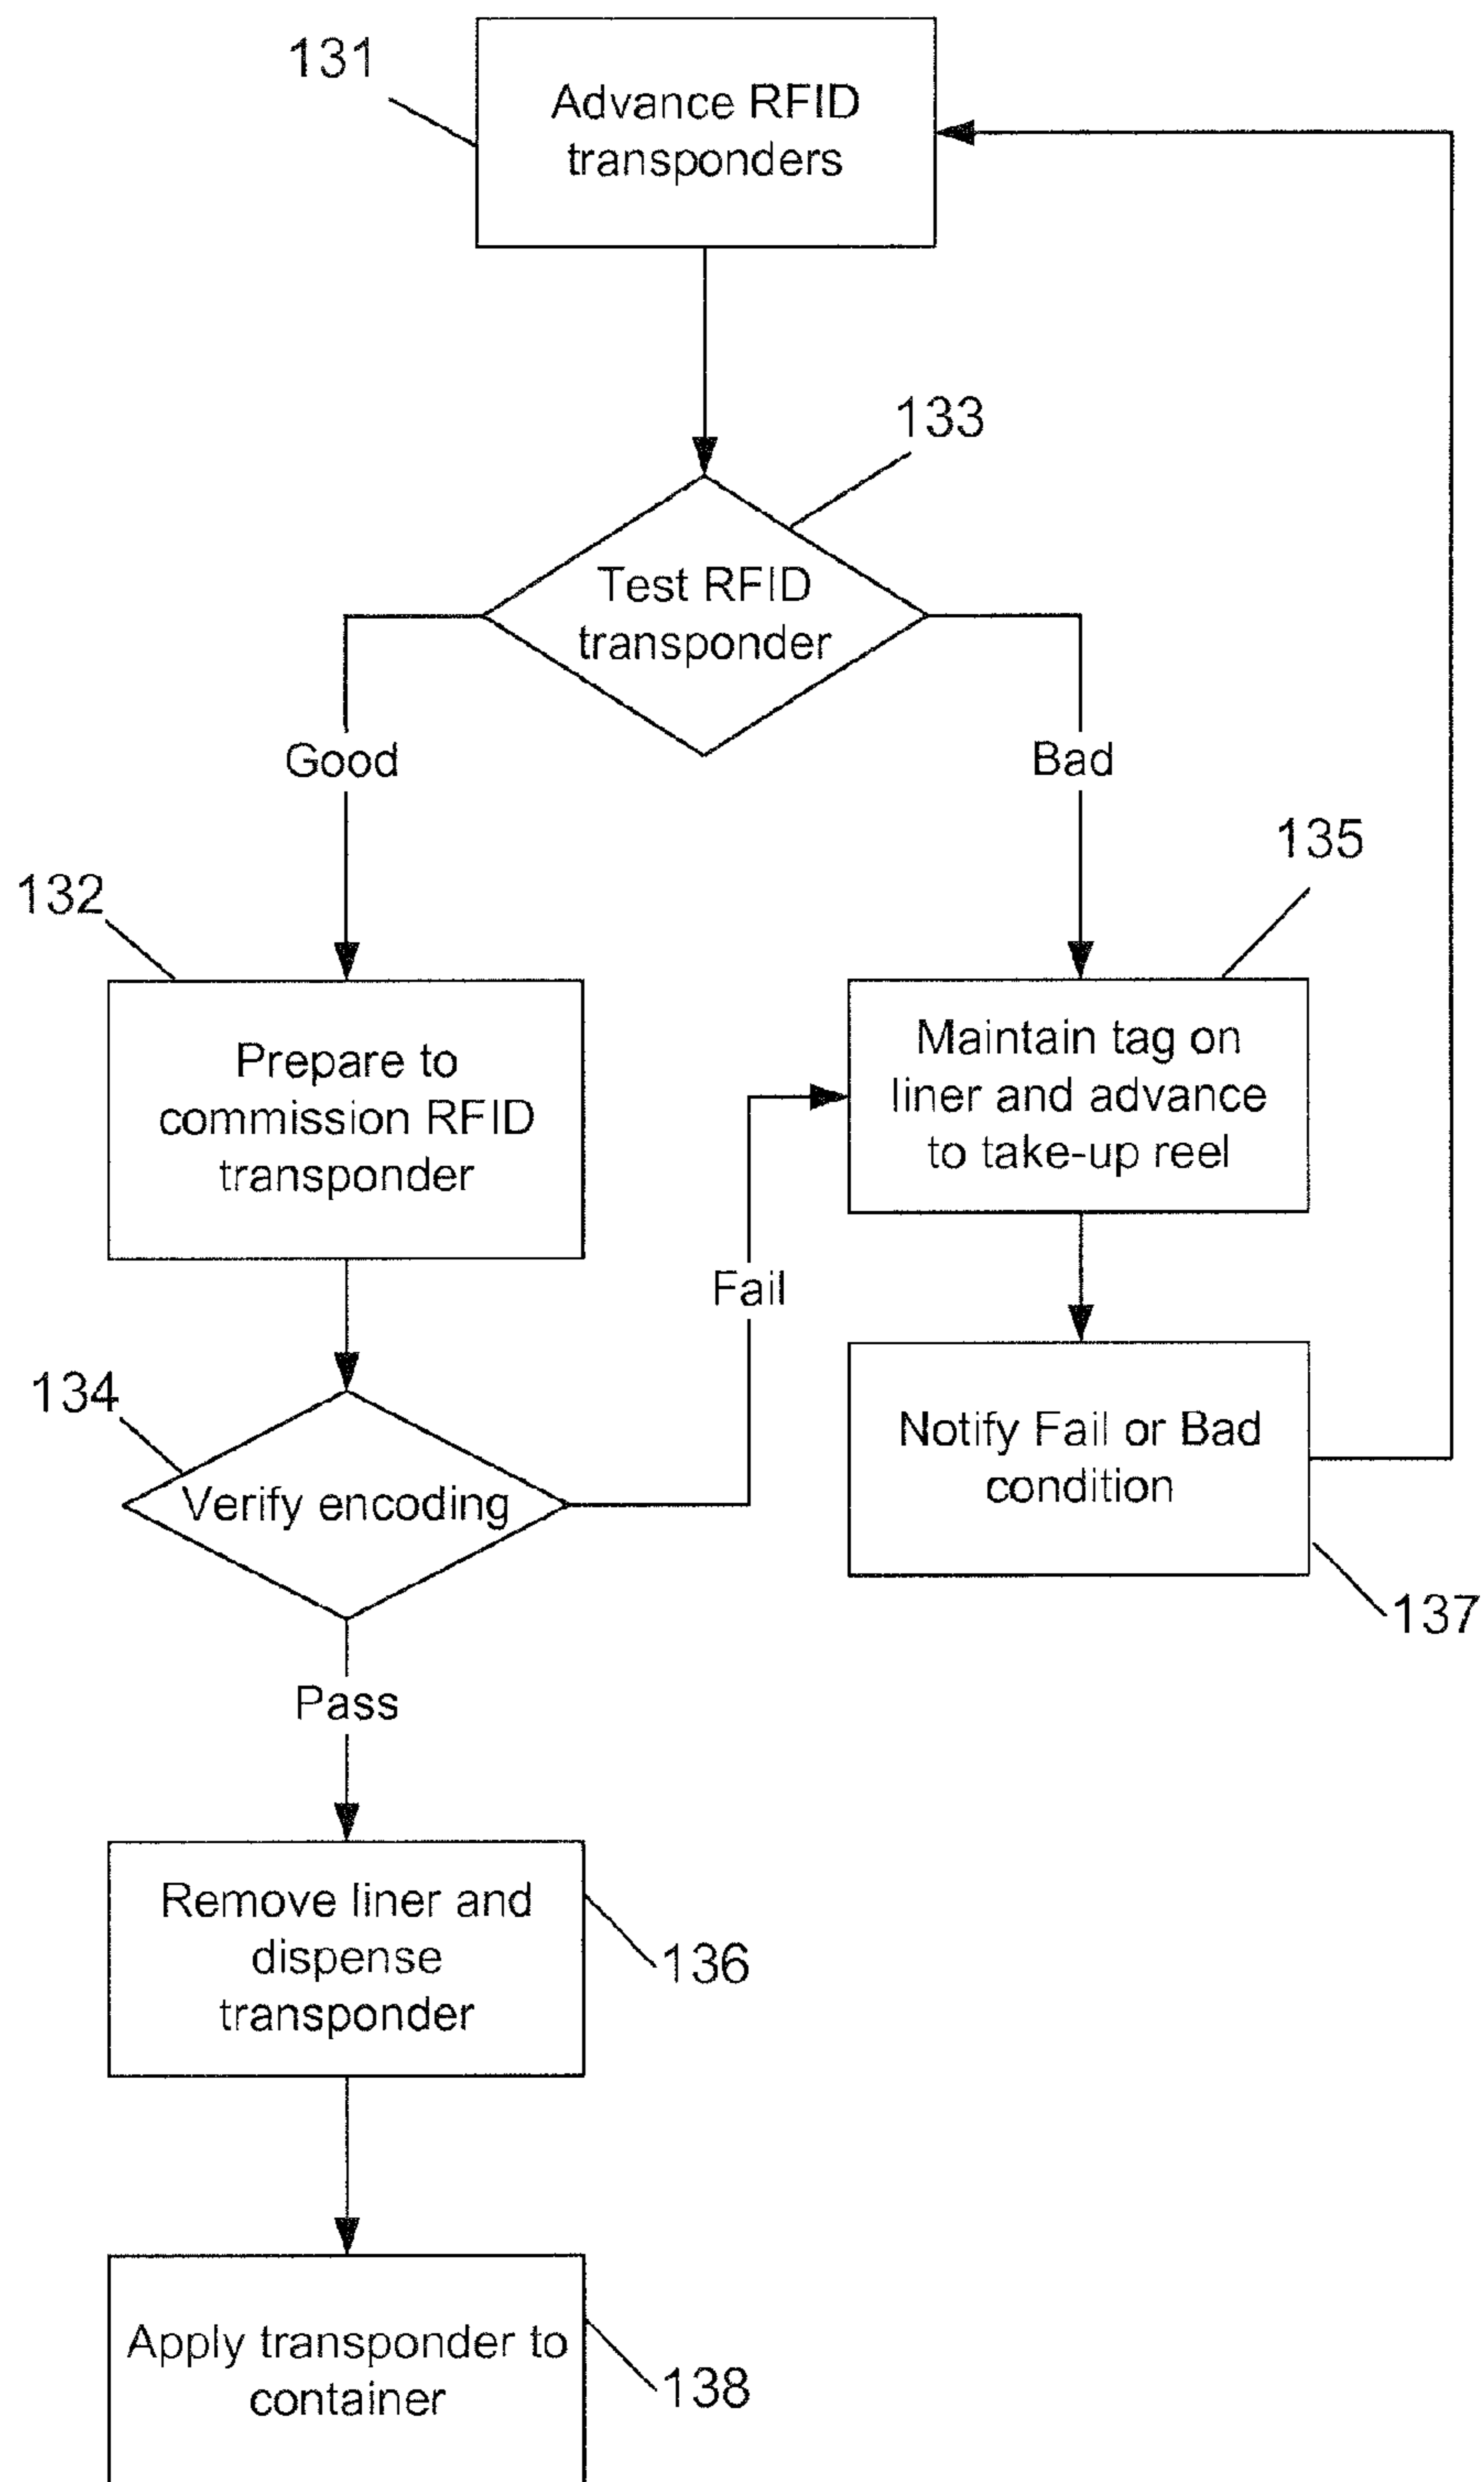 131
Advance RFID
transponders
133
Test RFID
transponder
Good
Bad
135
132
Prepare to
commission RFID
transponder
Maintain tag on
liner and advance
to take-up reel
Fail
134
Verify encoding
Notify Fail or Bad
condition
137
Pass
Remove liner and
dispense
transponder
136
Apply transponder to
container
138